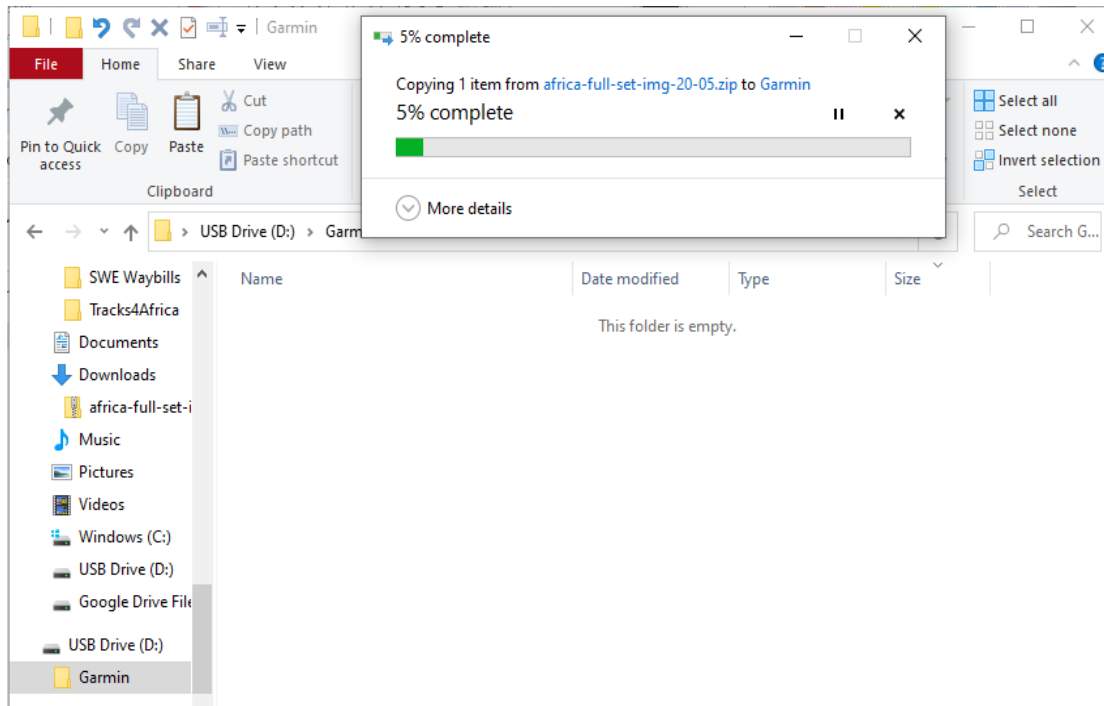 Garmin
5% complete
File
Home
Share
View
Copying 1 item from africa-full-set-img-20-05.zip to Garmin
5% complete
Pin to Quick access
Copy
Paste
Cut
Copy path
Paste shortcut
Clipboard
Select all
Select none
Invert selection
Select
More details
USB Drive (D:) > Garm
Search G...
SWE Waybills
Tracks4Africa
Documents
Downloads
africa-full-set-i
Music
Pictures
Videos
Windows (C:)
USB Drive (D:)
Google Drive File
USB Drive (D:)
Garmin
Name
Date modified
Type
Size
This folder is empty.